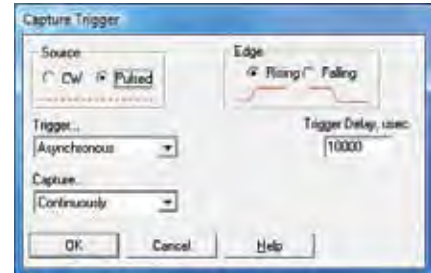 Capture Trigger
Source
CW Pulsed
Edge
Rising Falling
Trigger...
Asynchronous
Trigger Delay, usec
10000
Capture...
Continuously
OK Cancel Help